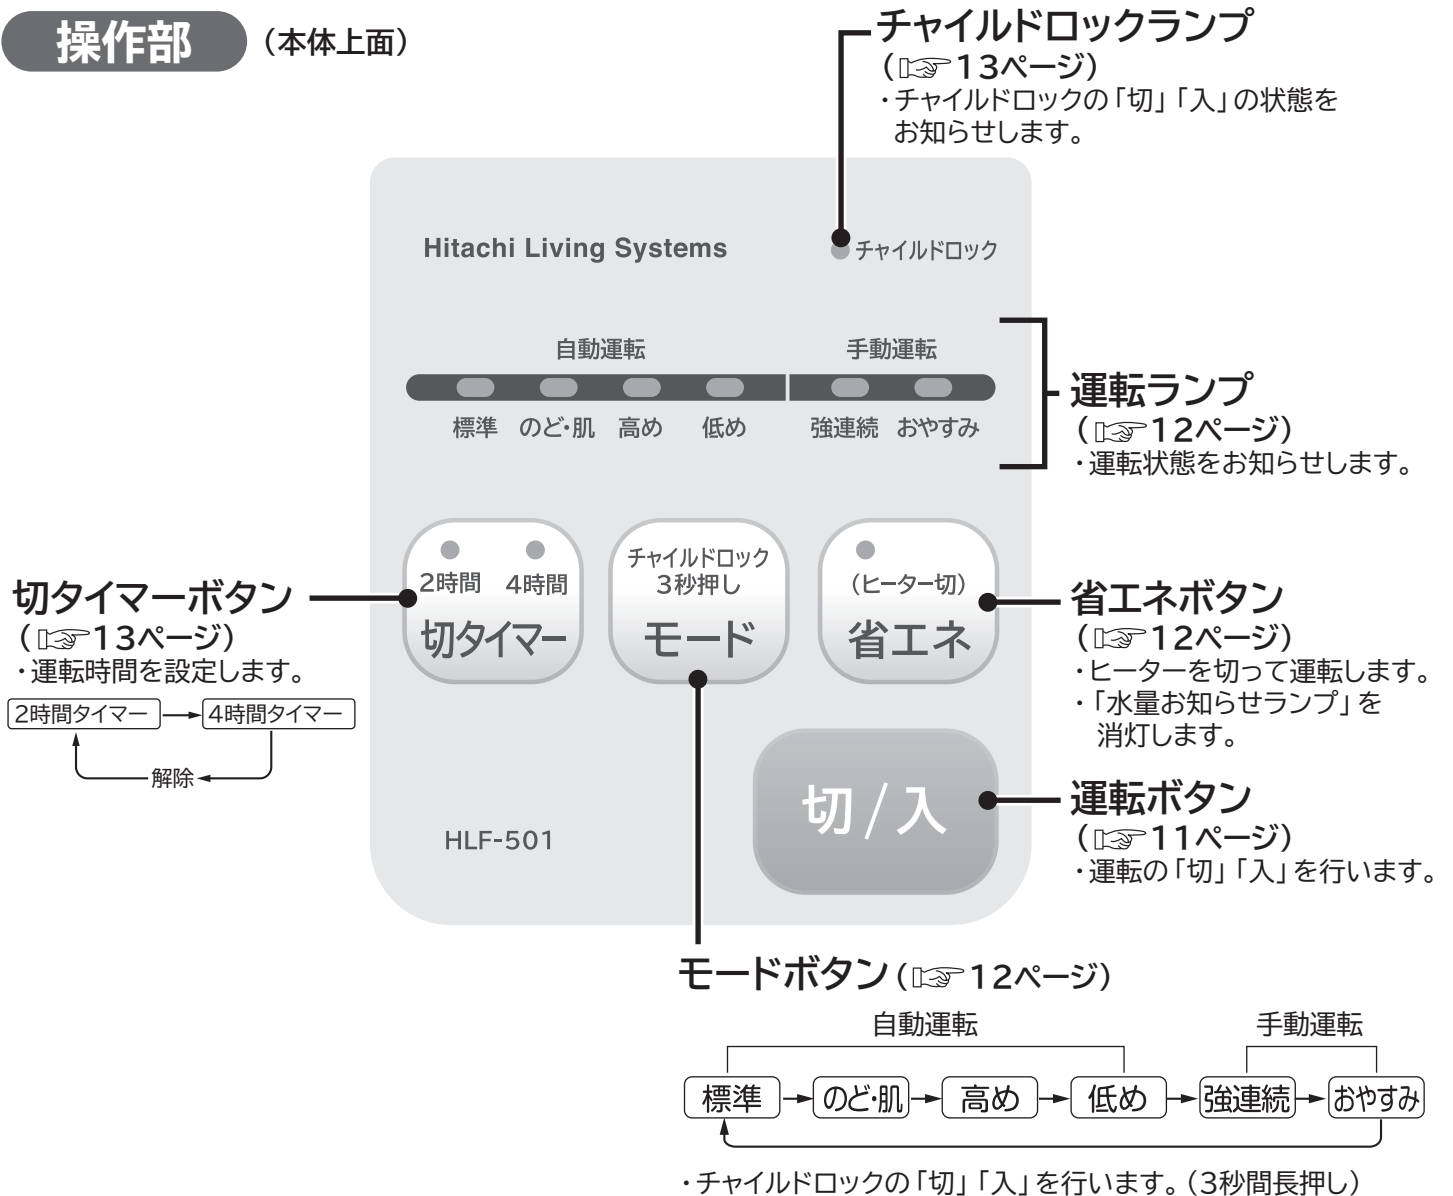 操作部 (本体上面)
チャイルドロックランプ
(☞13ページ)
・チャイルドロックの「切」「入」の状態を
お知らせします。
Hitachi Living Systems
チャイルドロック
自動運転 手動運転
標準 のど・肌 高め 低め 強連続 おやすみ
運転ランプ
(☞12ページ)
・運転状態をお知らせします。
2時間 4時間
切タイマー
チャイルドロック
3秒押し
モード
(ヒーター切)
省エネ
切タイマーボタン
(☞13ページ)
・運転時間を設定します。
2時間タイマー → 4時間タイマー
解除
省エネボタン
(☞12ページ)
・ヒーターを切って運転します。
・「水量お知らせランプ」を
消灯します。
切/入
HLF-501
運転ボタン
(☞11ページ)
・運転の「切」「入」を行います。
モードボタン(☞12ページ)
自動運転 手動運転
標準 → のど・肌 → 高め → 低め → 強連続 → おやすみ
・チャイルドロックの「切」「入」を行います。(3秒間長押し)